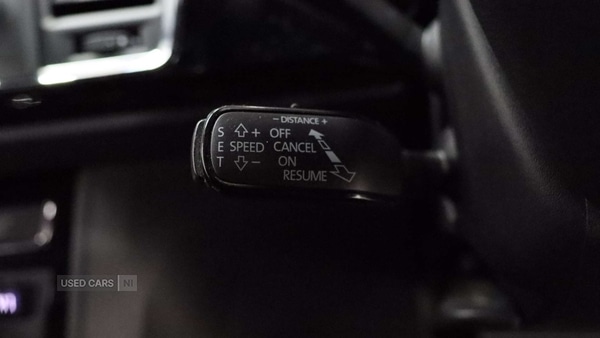 - DISTANCE +
S + OFF
E SPEED CANCEL
T - ON
RESUME
USED CARS NI